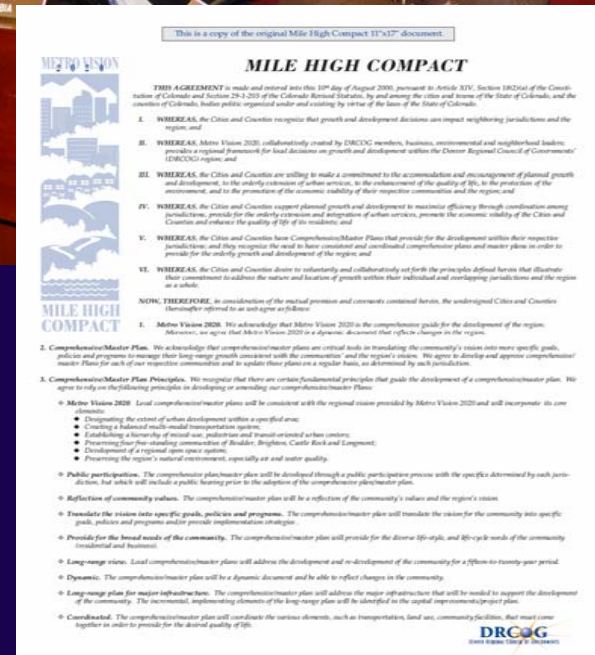 This is a copy of the original Mile High Compact 11"x17" document.
METRO VISION
MILE HIGH COMPACT
THIS AGREEMENT is made and entered into this 10th day of August 2000, pursuant to Article XIV, Section 18(2)(a) of the Consti-
tution of Colorado and Section 29-1-203 of the Colorado Revised Statutes, by and among the cities and towns of the State of Colorado, and the
counties of Colorado, bodies politic organized under and existing by virtue of the laws of the State of Colorado.
I. WHEREAS, the Cities and Counties recognize that growth and development decisions can impact neighboring jurisdictions and the
region; and
II. WHEREAS, Metro Vision 2020, collaboratively created by DRCOG members, business, environmental and neighborhood leaders;
provides a regional framework for local decisions on growth and development within the Denver Regional Council of Governments'
(DRCOG) region; and
III. WHEREAS, the Cities and Counties are willing to make a commitment to the accommodation and encouragement of planned growth
and development, to the orderly extension of urban services, to the enhancement of the quality of life, to the protection of the
environment, and to the promotion of the economic viability of their respective communities and the region; and
IV. WHEREAS, the Cities and Counties support planned growth and development to maximize efficiency through coordination among
jurisdictions, provide for the orderly extension and integration of urban services, promote the economic vitality of the Cities and
Counties and enhance the quality of life of its residents; and
V. WHEREAS, the Cities and Counties have Comprehensive/Master Plans that provide for the development within their respective
jurisdictions; and they recognize the need to have consistent and coordinated comprehensive plans and master plans in order to
provide for the orderly growth and development of the region; and
VI. WHEREAS, the Cities and Counties desire to voluntarily and collaboratively set forth the principles defined herein that illustrate
their commitment to address the nature and location of growth within their individual and overlapping jurisdictions and the region
as a whole.
NOW, THEREFORE, in consideration of the mutual promises and covenants contained herein, the undersigned Cities and Counties
(hereinafter referred to as we) agree as follows:
MILE HIGH
COMPACT
1. Metro Vision 2020. We acknowledge that Metro Vision 2020 is the comprehensive guide for the development of the region.
Moreover, we agree that Metro Vision 2020 is a dynamic document that reflects changes in the region.
2. Comprehensive/Master Plan. We acknowledge that comprehensive/master plans are critical tools in translating the community's vision into more specific goals,
policies and programs to manage their long-range growth consistent with the communities' and the region's vision. We agree to develop and approve comprehensive/
master Plans for each of our respective communities and to update those plans on a regular basis, as determined by each jurisdiction.
3. Comprehensive/Master Plan Principles. We recognize that there are certain fundamental principles that guide the development of a comprehensive/master plan. We
agree to rely on the following principles in developing or amending our comprehensive/master Plans:
Metro Vision 2020. Local comprehensive/master plans will be consistent with the regional vision provided by Metro Vision 2020 and will incorporate its core
elements:
Designating the extent of urban development within a specified area;
Creating a balanced multi-modal transportation system;
Establishing a hierarchy of mixed-use, pedestrian and transit-oriented urban centers;
Preserving four free-standing communities of Boulder, Brighton, Castle Rock and Longmont;
Development of a regional open space system;
Preserving the region's natural environment, especially air and water quality.
Public participation. The comprehensive plan/master plan will be developed through a public participation process with the specifics determined by each juris-
diction, but which will include a public hearing prior to the adoption of the comprehensive plan/master plan.
Reflection of community values. The comprehensive/master plan will be a reflection of the community's values and the region's vision.
Translate the vision into specific goals, policies and programs. The comprehensive/master plan will translate the vision for the community into specific
goals, policies and programs and/or provide implementation strategies.
Provide for the broad needs of the community. The comprehensive/master plan will provide for the diverse life-style, and life-cycle needs of the community
(residential and business).
Long-range view. Local comprehensive/master plans will address the development and re-development of the community for a fifteen-to-twenty-year period.
Dynamic. The comprehensive/master plan will be a dynamic document and be able to reflect changes in the community.
Long-range plan for major infrastructure. The comprehensive/master plan will address the major infrastructure that will be needed to support the development
of the community. The incremental, implementing elements of the long-range plan will be identified in the capital improvements/project plan.
Coordinated. The comprehensive/master plan will coordinate the various elements, such as transportation, land use, community facilities, that must come
together in order to provide for the desired quality of life.
DRCOG